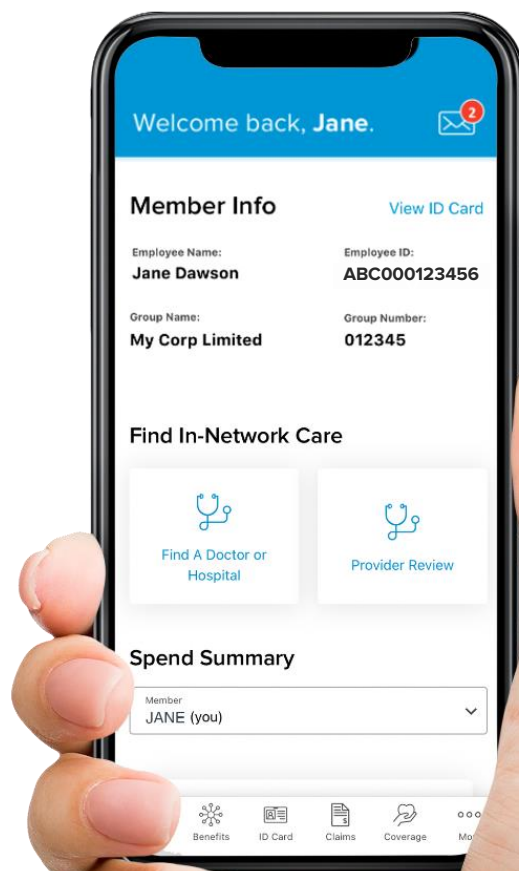 Welcome back, Jane.
2
Member Info
View ID Card
Employee Name:
Employee ID:
Jane Dawson
ABC000123456
Group Name:
Group Number:
My Corp Limited
012345
Find In-Network Care
Find A Doctor or
Hospital
Provider Review
Spend Summary
Member
JANE (you)
Benefits
ID Card
Claims
Coverage